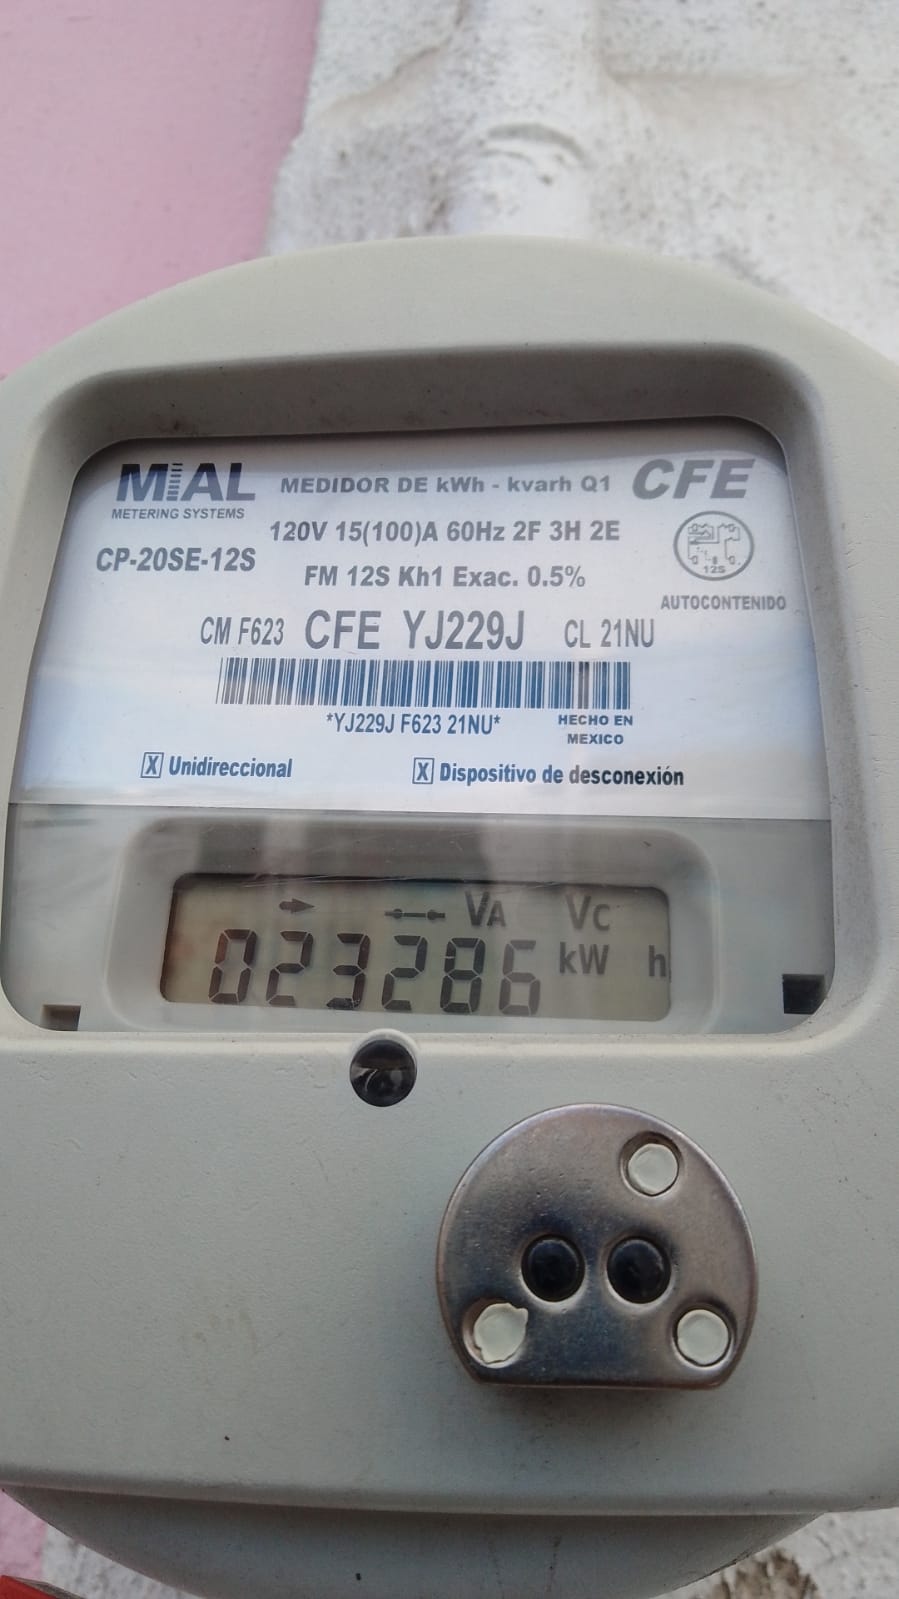 MIAL MEDIDOR DE kWh - kvarh Q1 CFE
METERING SYSTEMS
120V 15(100)A 60Hz 2F 3H 2E
CP-20SE-12S
FM 12S Kh1 Exac. 0.5%
12S
AUTOCONTENIDO
CM F623 CFE YJ229J CL 21NU
*YJ229J F623 21NU*
HECHO EN
MEXICO
X Unidireccional X Dispositivo de desconexión
VA VC
023286 kW h